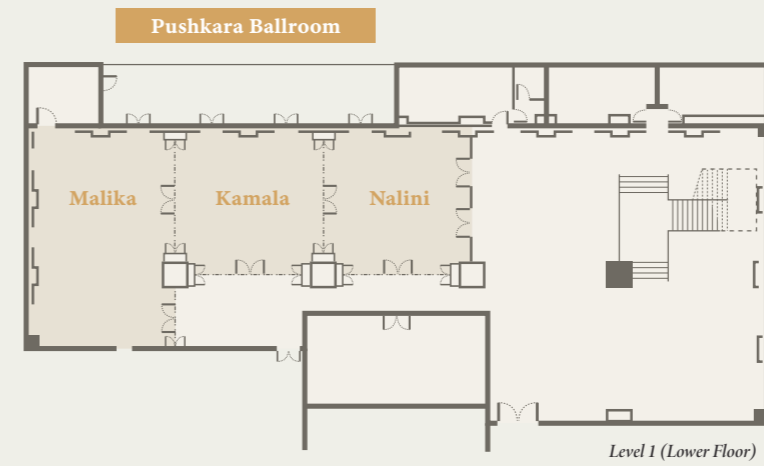 Pushkara Ballroom
Malika
Kamala
Nalini
Level 1 (Lower Floor)